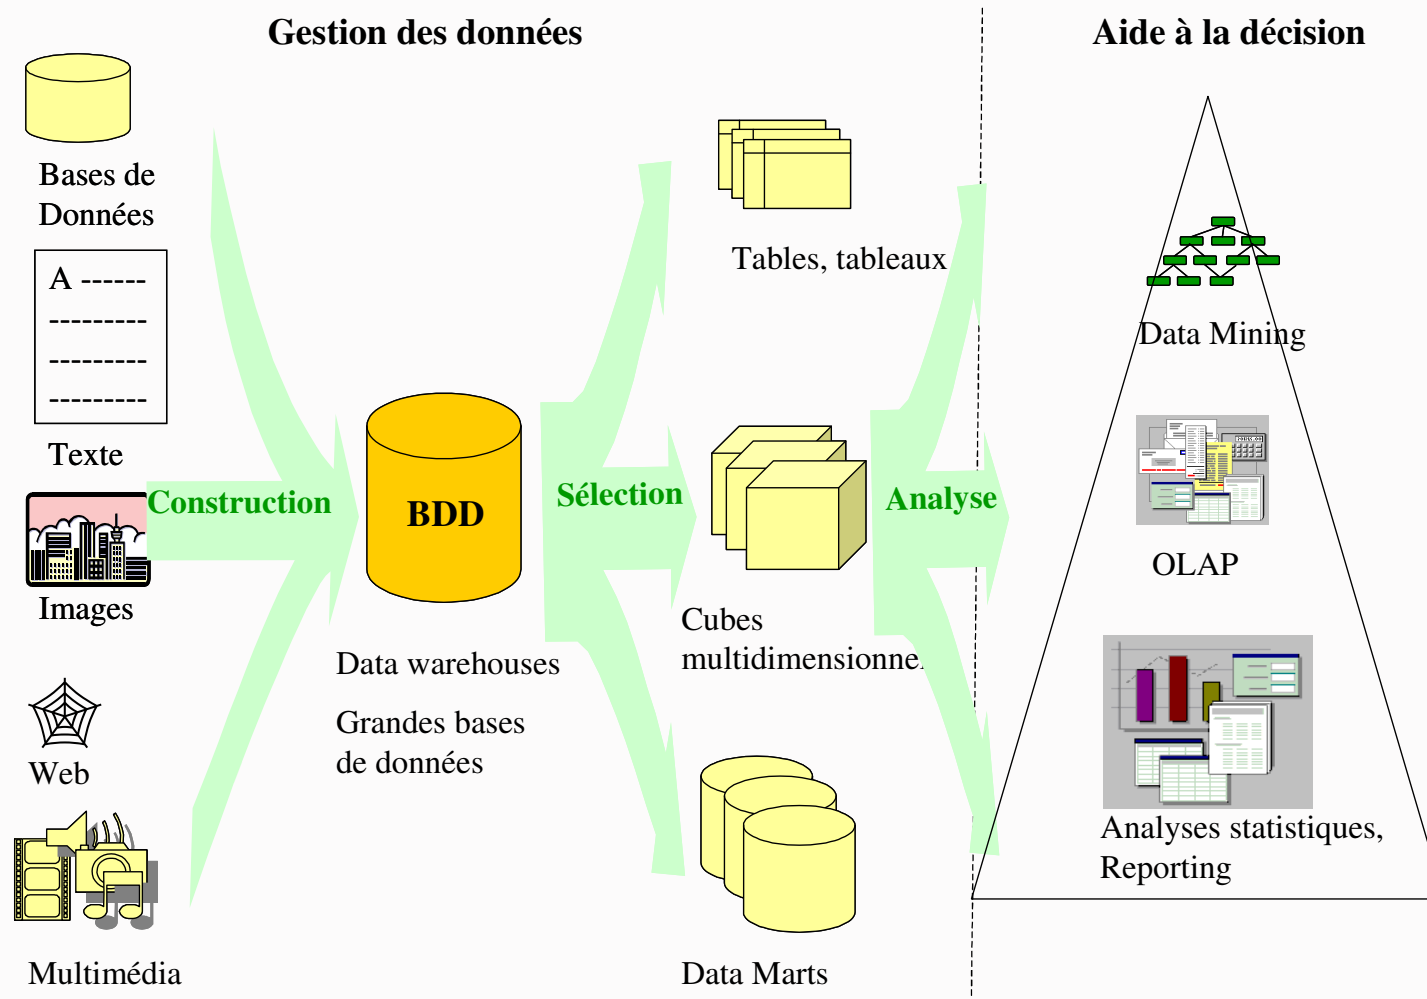 Gestion des données
Aide à la décision
Bases de
Données
A ------
---------
---------
---------
Texte
Images
Web
Multimédia
Construction
BDD
Data warehouses
Grandes bases
de données
Sélection
Tables, tableaux
Cubes
multidimensionne
Data Marts
Analyse
Data Mining
OLAP
Analyses statistiques,
Reporting